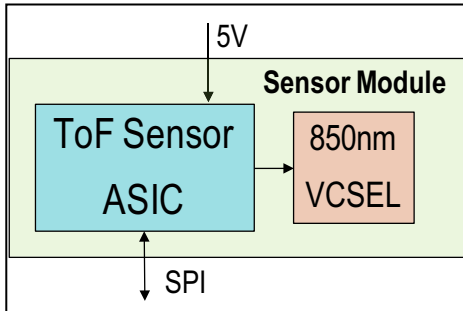 5V
Sensor Module
ToF Sensor
ASIC
850nm
VCSEL
SPI